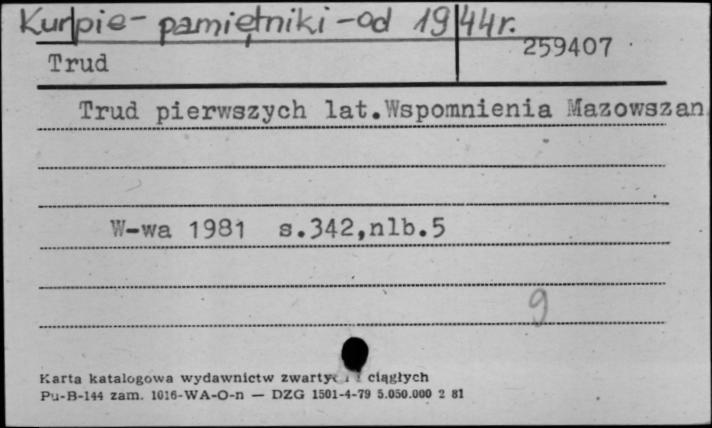 Kurpie - pamiętniki - od 1944r.
259407
Trud
Trud pierwszych lat.Wspomnienia Mazowszan
W-wa 1981 s.342,nlb.5
9
Karta katalogowa wydawnictw ciągłych
Pu-B-144 zam. 1016-WA-O-n — DZG 1501-4-79 5.050.000 2 81